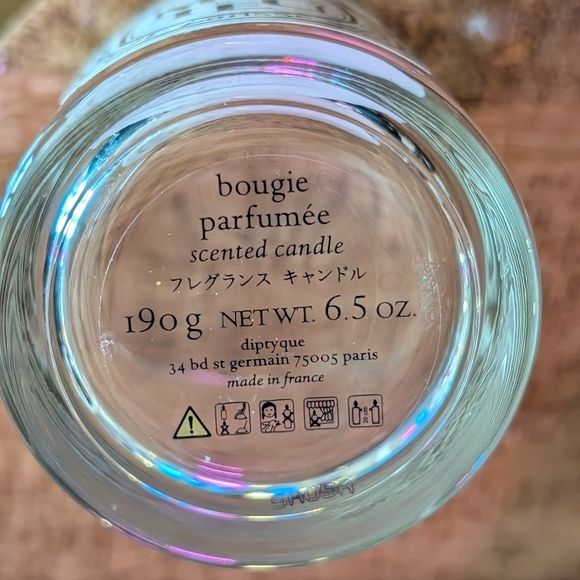 bougie
parfumée
scented candle
フレグランス キャンドル
190 g NET WT. 6.5 OZ.
diptyque
34 bd st germain 75005 paris
made in france